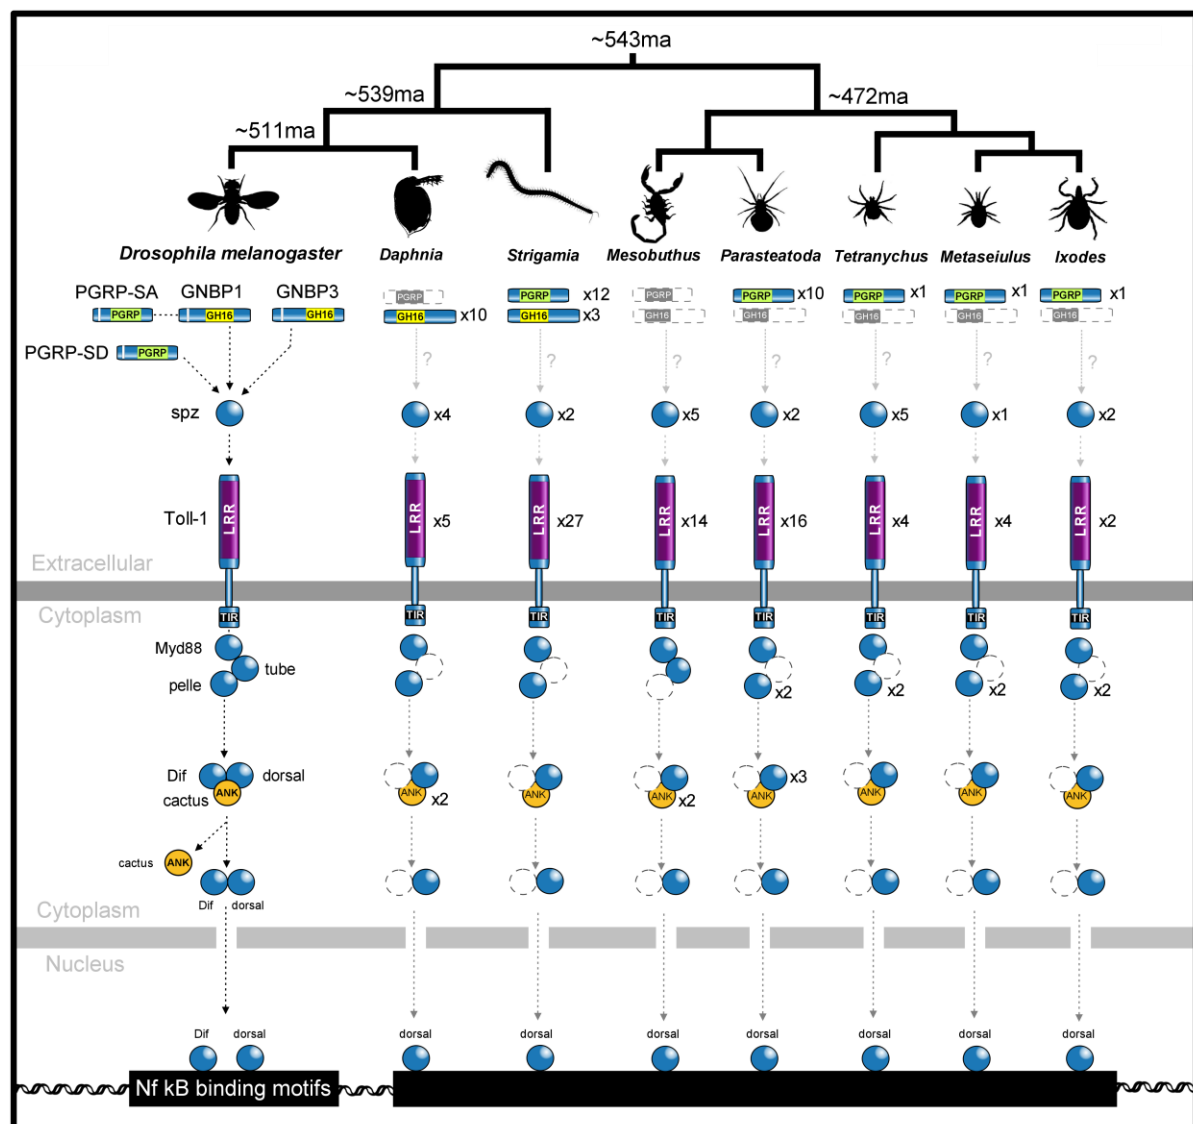 ~543ma
~539ma
~472ma
~511ma
Drosophila melanogaster
Daphnia
Strigamia
Mesobuthus
Parasteatoda
Tetranychus
Metaseiulus
Ixodes
PGRP-SA
GNBP1
GNBP3
PGRP
GH16
GH16
PGRP-SD
PGRP
PGRP
GH16
x10
PGRP
x12
GH16
x3
PGRP
GH16
PGRP
x10
GH16
PGRP
x1
GH16
PGRP
x1
GH16
PGRP
x1
GH16
? ? ? ? ? ? ?
spz
x4
x2
x5
x2
x5
x1
x2
Toll-1
LRR
LRR
x5
LRR
x27
LRR
x14
LRR
x16
LRR
x4
LRR
x4
LRR
x2
Extracellular
Cytoplasm
TIR TIR TIR TIR TIR TIR TIR TIR
Myd88
tube
pelle
x2
x2
x2
x2
Dif
dorsal
cactus
ANK
ANK
x2
ANK
ANK
x2
ANK
x3
ANK
ANK
ANK
cactus
ANK
Dif
dorsal
Cytoplasm
Nucleus
Dif
dorsal
dorsal
dorsal
dorsal
dorsal
dorsal
dorsal
dorsal
Nf kB binding motifs